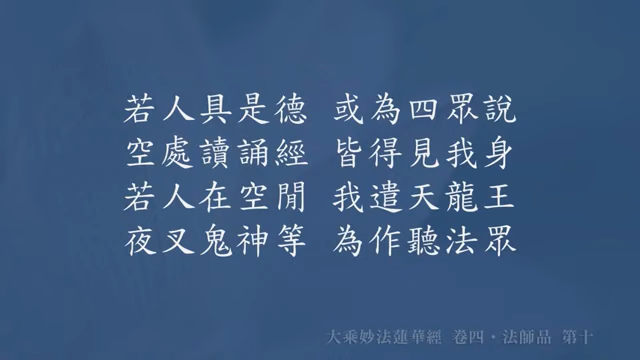 若人具是德 或為四眾說
空處讀誦經 皆得見我身
若人在空閒 我遣天龍王
夜叉鬼神等 為作聽法眾
大乘妙法蓮華經 卷四・法師品 第十